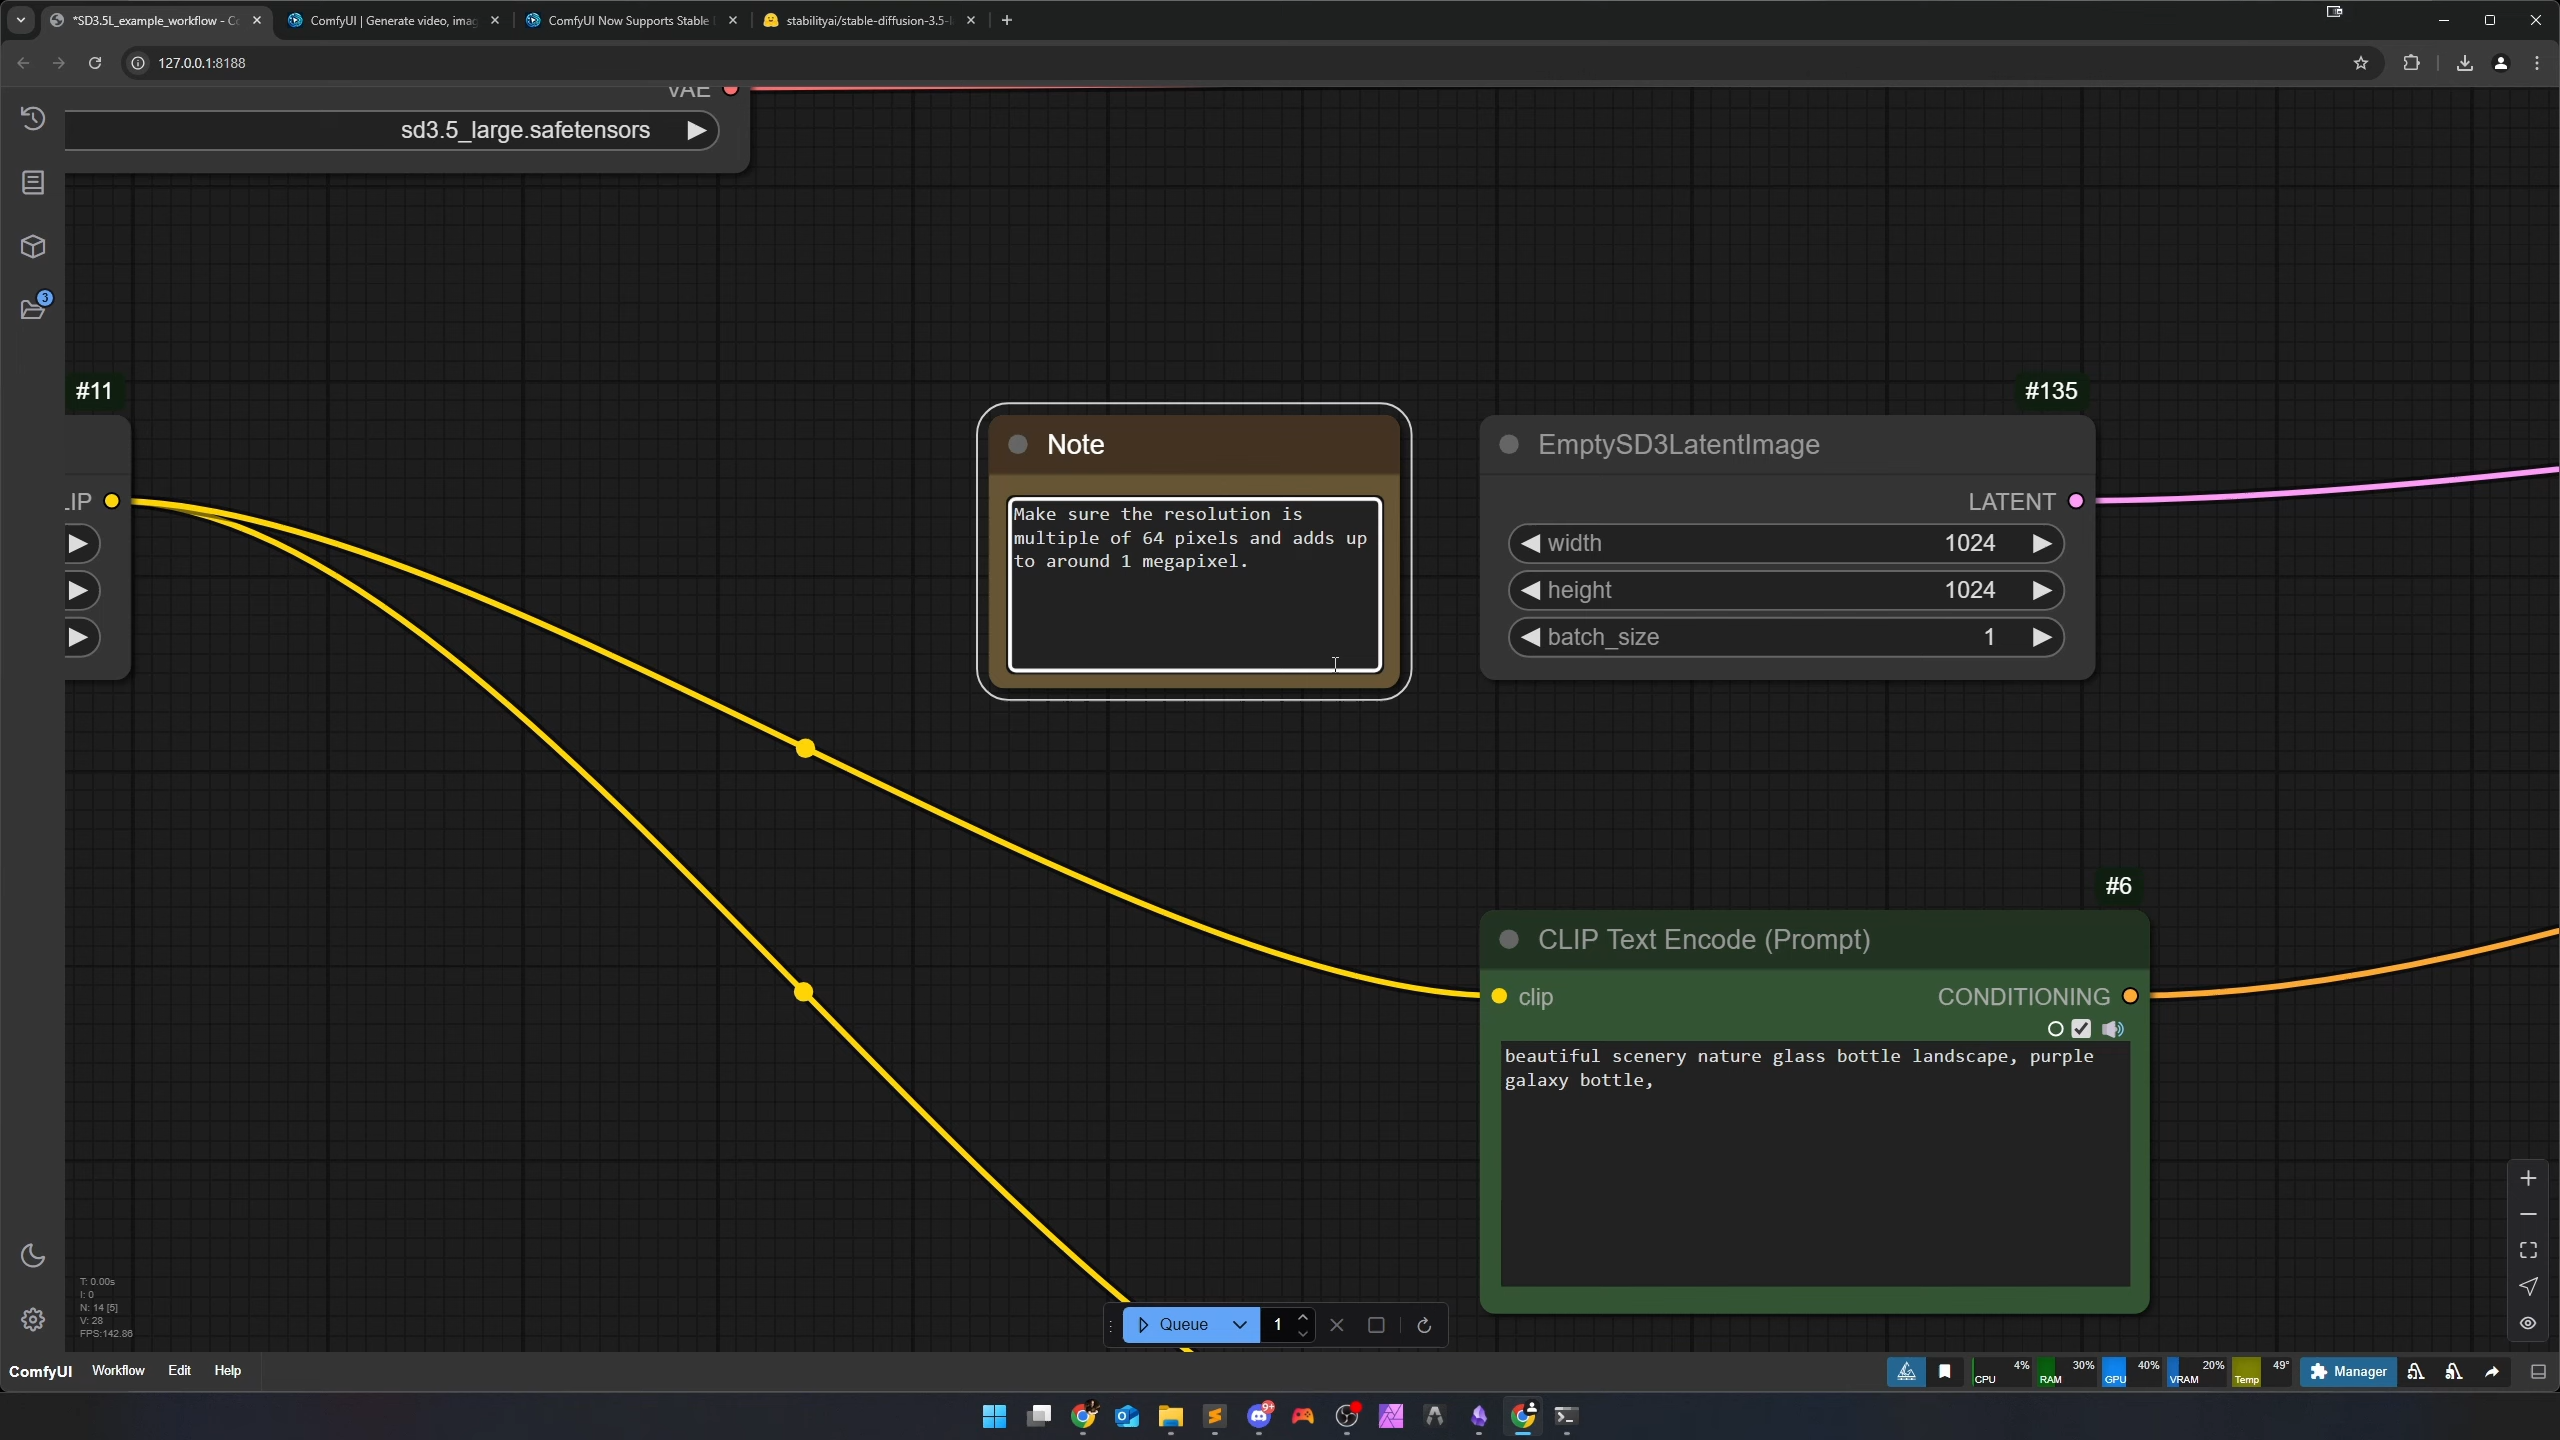 *SD3.5L_example_workflow - C
ComfyUI | Generate video, imag
ComfyUI Now Supports Stable
stabilityai/stable-diffusion-3.5-l
127.0.0.1:8188
VAE
sd3.5_large.safetensors
3
#11
#135
Note
EmptySD3LatentImage
LIP
LATENT
Make sure the resolution is
multiple of 64 pixels and adds up
to around 1 megapixel.
width 1024
height 1024
batch_size 1
#6
CLIP Text Encode (Prompt)
clip
CONDITIONING
beautiful scenery nature glass bottle landscape, purple
galaxy bottle,
T: 0.00s
I: 0
N: 14 [5]
V: 28
FPS:142.86
Queue
1
ComfyUI
Workflow
Edit
Help
CPU 4%
RAM 30%
GPU 40%
VRAM 20%
Temp 49°
Manager
9+